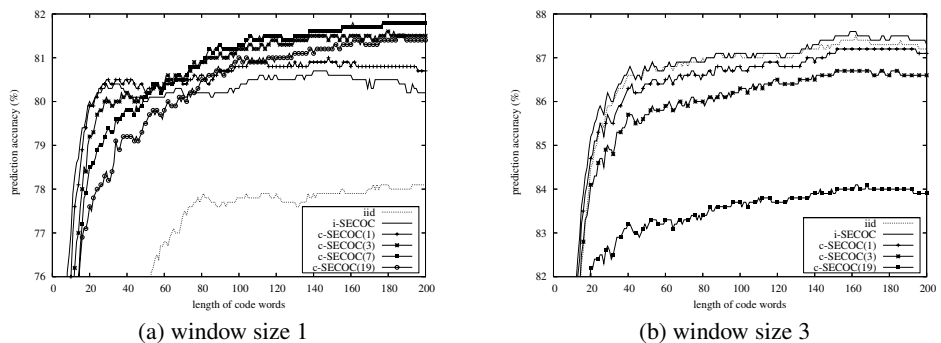 82
81
80
79
78
77
76
0 20 40 60 80 100 120 140 160 180 200
prediction accuracy (%)
length of code words
iid
i-SECOC
c-SECOC(1)
c-SECOC(3)
c-SECOC(7)
c-SECOC(19)
(a) window size 1
88
87
86
85
84
83
82
0 20 40 60 80 100 120 140 160 180 200
prediction accuracy (%)
length of code words
iid
i-SECOC
c-SECOC(1)
c-SECOC(3)
c-SECOC(19)
(b) window size 3